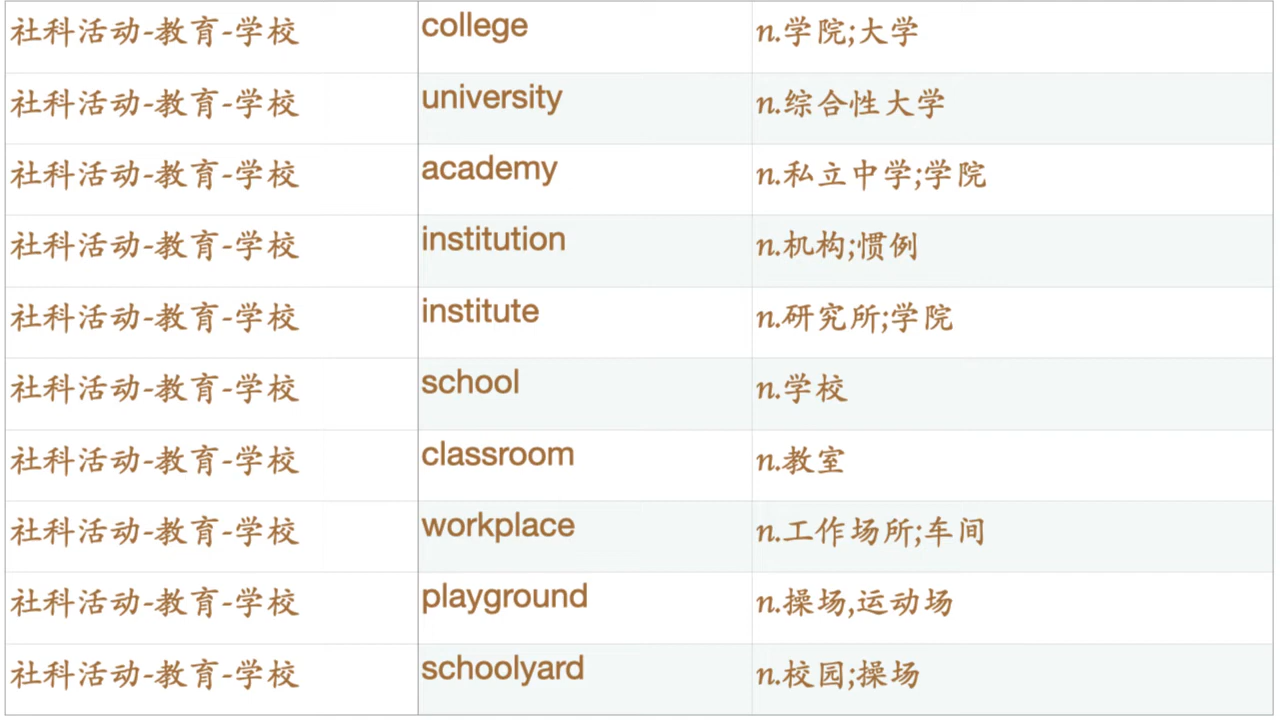 社科活动-教育-学校 college n.学院;大学
社科活动-教育-学校 university n.综合性大学
社科活动-教育-学校 academy n.私立中学;学院
社科活动-教育-学校 institution n.机构;惯例
社科活动-教育-学校 institute n.研究所;学院
社科活动-教育-学校 school n.学校
社科活动-教育-学校 classroom n.教室
社科活动-教育-学校 workplace n.工作场所;车间
社科活动-教育-学校 playground n.操场,运动场
社科活动-教育-学校 schoolyard n.校园;操场